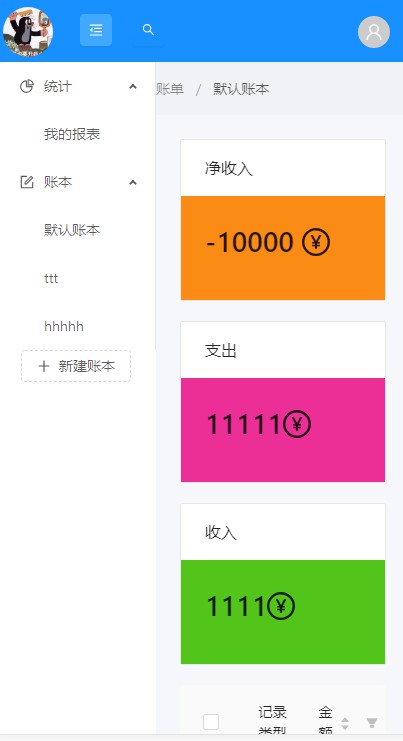 统计
我的报表
账本
默认账本
ttt
hhhhh
新建账本
账单 / 默认账本
净收入
-10000 ¥
支出
11111¥
收入
1111¥
记录
类型
金
额